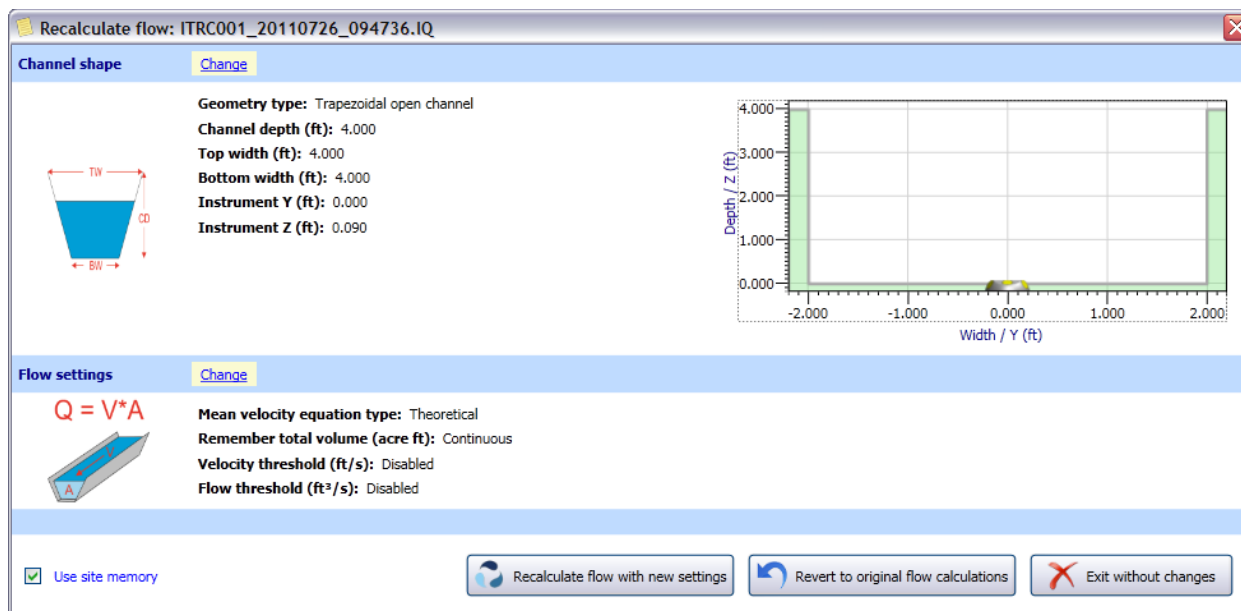 Recalculate flow: ITRC001_20110726_094736.IQ
Channel shape
Change
Geometry type: Trapezoidal open channel
Channel depth (ft): 4.000
Top width (ft): 4.000
Bottom width (ft): 4.000
Instrument Y (ft): 0.000
Instrument Z (ft): 0.090
TW
CD
BW
Depth / Z (ft)
4.000
3.000
2.000
1.000
0.000
-2.000 -1.000 0.000 1.000 2.000
Width / Y (ft)
Flow settings
Change
Q = V*A
A
Mean velocity equation type: Theoretical
Remember total volume (acre ft): Continuous
Velocity threshold (ft/s): Disabled
Flow threshold (ft³/s): Disabled
Use site memory
Recalculate flow with new settings
Revert to original flow calculations
Exit without changes